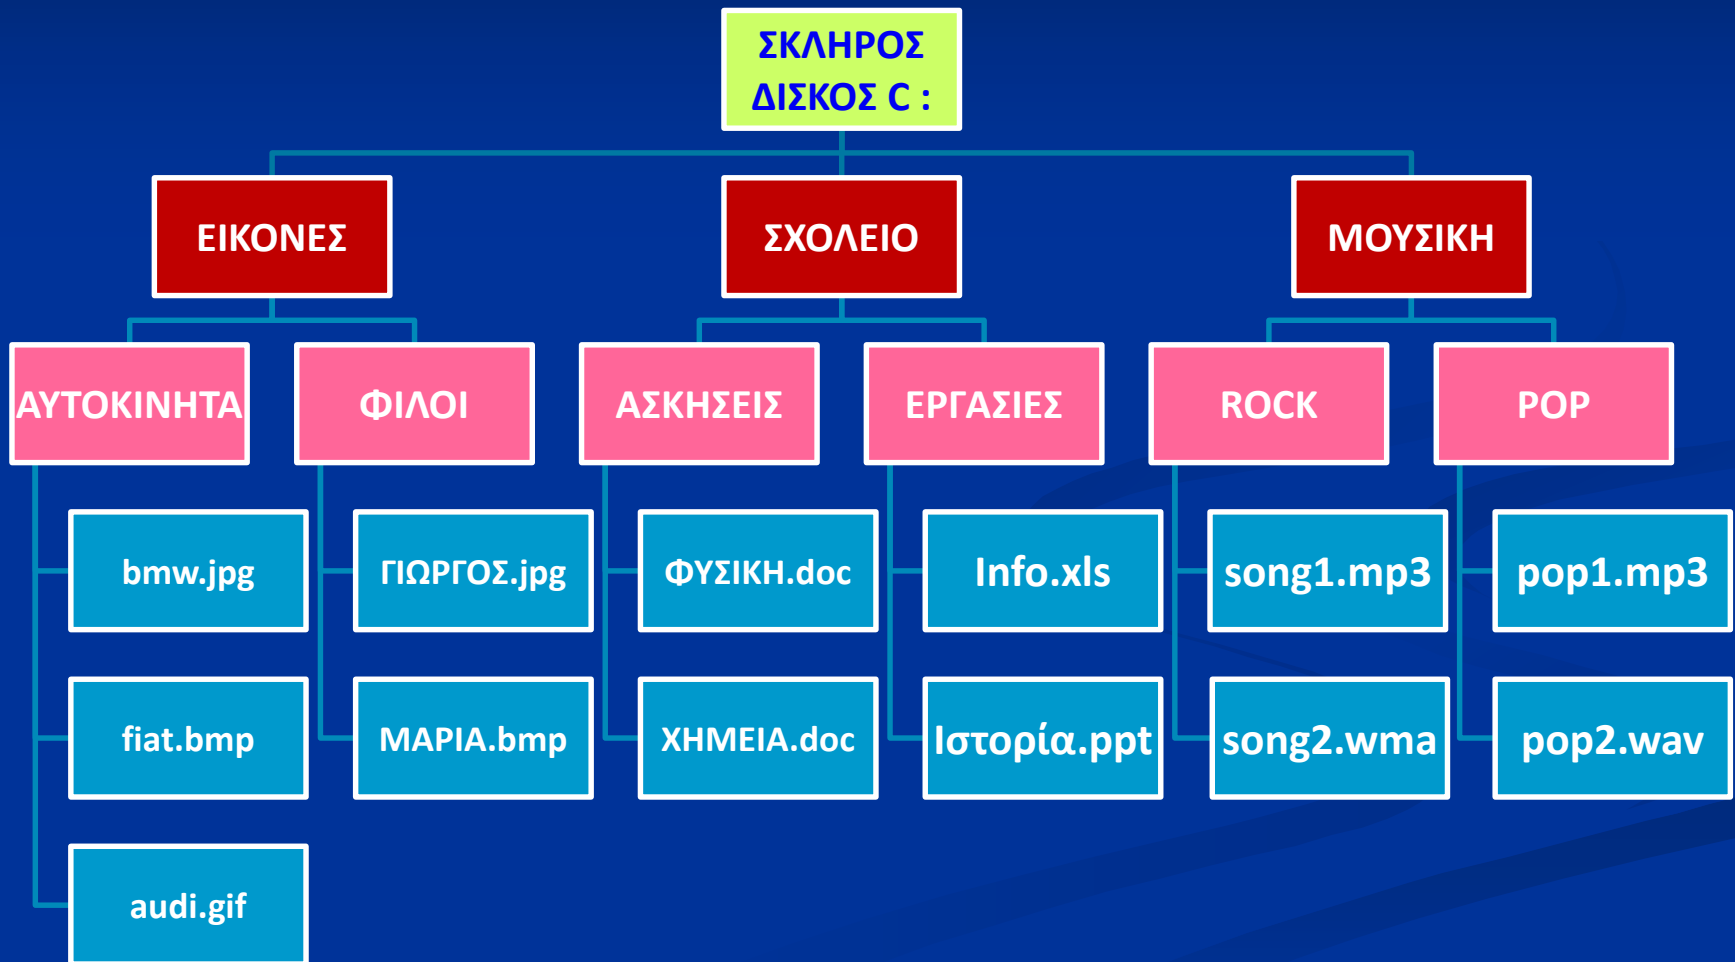 ΣΚΛΗΡΟΣ
ΔΙΣΚΟΣ C :
ΕΙΚΟΝΕΣ
ΣΧΟΛΕΙΟ
ΜΟΥΣΙΚΗ
ΑΥΤΟΚΙΝΗΤΑ
ΦΙΛΟΙ
ΑΣΚΗΣΕΙΣ
ΕΡΓΑΣΙΕΣ
ROCK
POP
bmw.jpg
ΓΙΩΡΓΟΣ.jpg
ΦΥΣΙΚΗ.doc
Info.xls
song1.mp3
pop1.mp3
fiat.bmp
ΜΑΡΙΑ.bmp
ΧΗΜΕΙΑ.doc
Ιστορία.ppt
song2.wma
pop2.wav
audi.gif